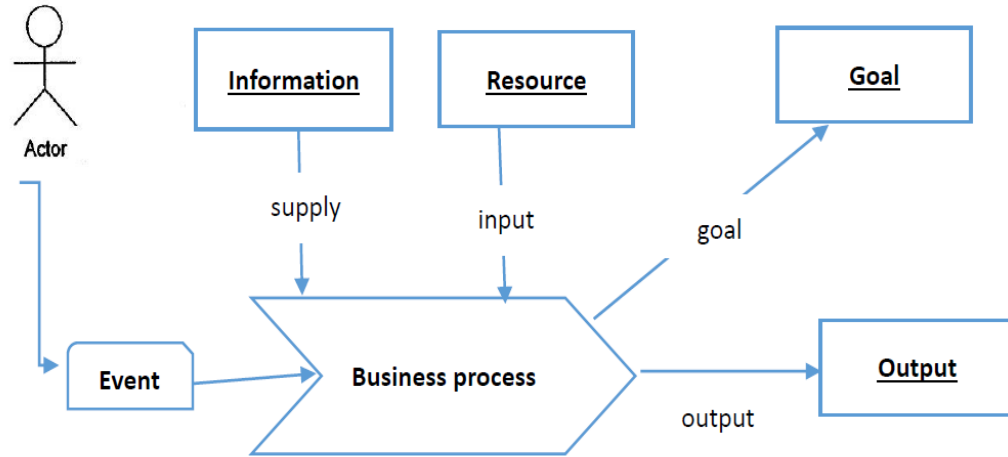 Actor
Information
Resource
Goal
supply
input
goal
Event
Business process
Output
output